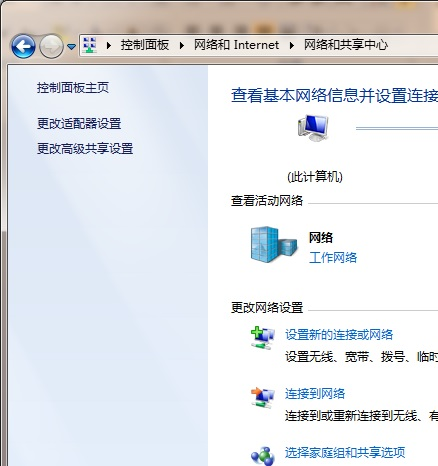 控制面板 网络和 Internet 网络和共享中心
控制面板主页
更改适配器设置
更改高级共享设置
查看基本网络信息并设置连接
(此计算机)
查看活动网络
网络
工作网络
更改网络设置
设置新的连接或网络
设置无线、宽带、拨号、临时
连接到网络
连接到或重新连接到无线、有
选择家庭组和共享选项